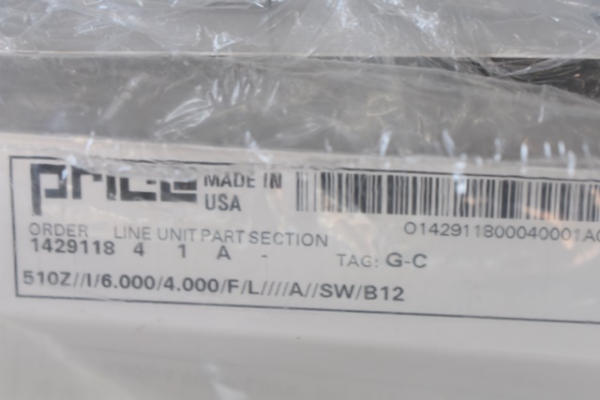 price MADE IN
USA
O142911800040001A
ORDER LINE UNIT PART SECTION
1429118 4 1 A -
TAG: G-C
510Z//I/6.000/4.000/F/L////A//SW/B12